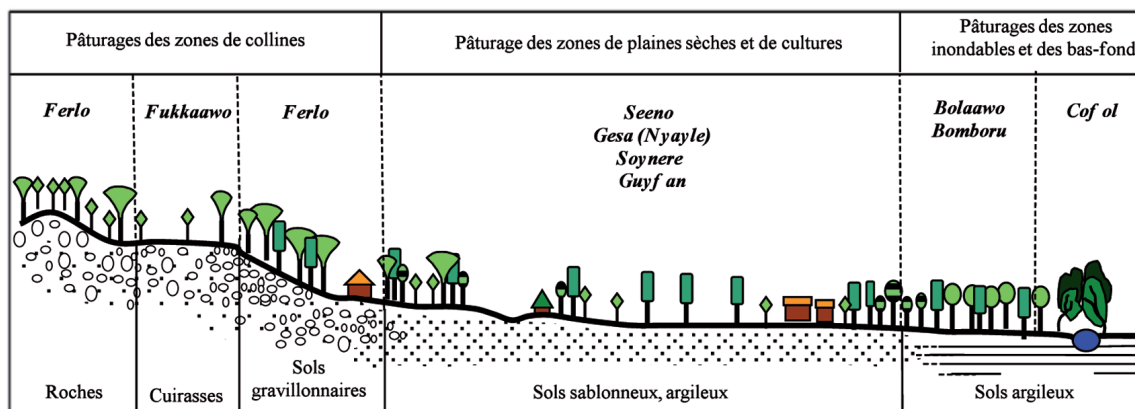 Pâturages des zones de collines
Pâturage des zones de plaines sèches et de cultures
Pâturages des zones
inondables et des bas-fond
Ferlo
Fukkaawo
Ferlo
Seeno
Gesa (Nyayle)
Soynere
Guyf an
Bolaawo
Bomboru
Cof ol
Roches
Cuirasses
Sols
gravillonnaires
Sols sablonneux, argileux
Sols argileux